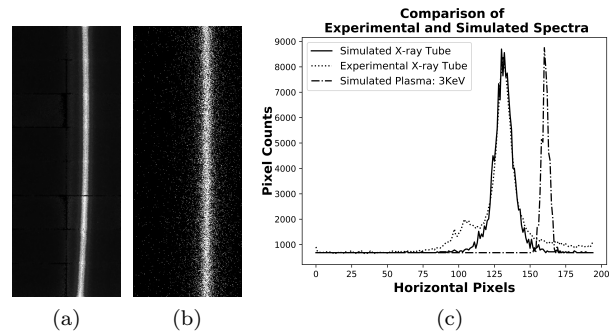 Comparison of
Experimental and Simulated Spectra
Simulated X-ray Tube
Experimental X-ray Tube
Simulated Plasma: 3KeV
Pixel Counts
9000
8000
7000
6000
5000
4000
3000
2000
1000
0 25 50 75 100 125 150 175 200
Horizontal Pixels
(a) (b) (c)